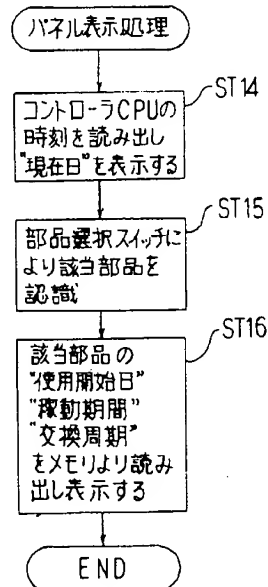 パネル表示処理
ST14
コントローラCPUの
時刻を読み出し
"現在日"を表示する
ST15
部品選択スイッチに
より該当部品を
認識
ST16
該当部品の
"使用開始日"
"稼動期間"
"交換周期"
をメモリより読み
出し表示する
END